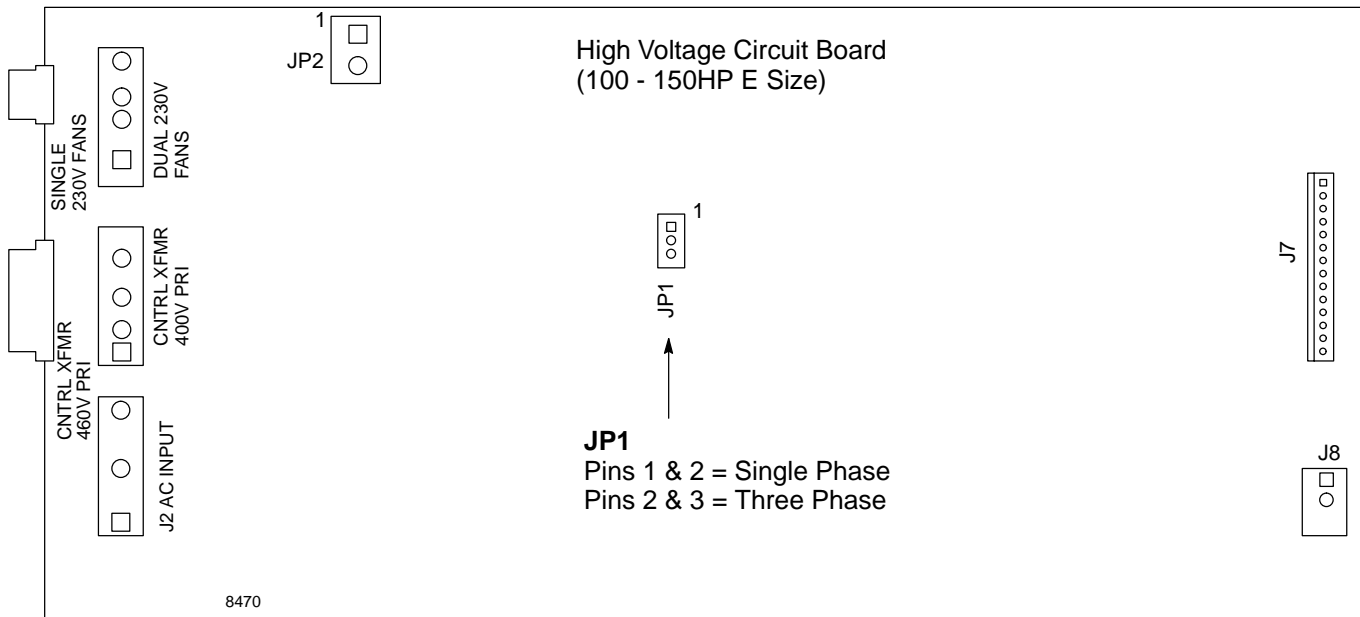 1
JP2
High Voltage Circuit Board
(100 - 150HP E Size)
SINGLE
230V FANS
DUAL 230V
FANS
1
JP1
J7
CNTRL XFMR
460V PRI
CNTRL XFMR
400V PRI
J2 AC INPUT
JP1
Pins 1 & 2 = Single Phase
Pins 2 & 3 = Three Phase
J8
8470